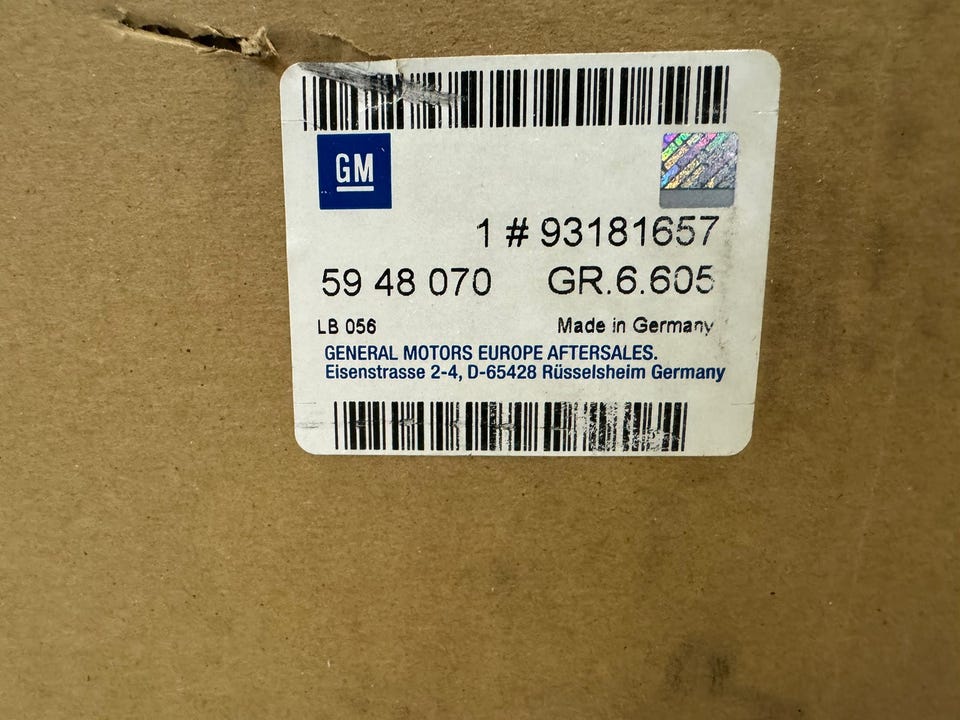 GM
1 # 93181657
59 48 070 GR.6.605
LB 056 Made in Germany
GENERAL MOTORS EUROPE AFTERSALES.
Eisenstrasse 2-4, D-65428 Rüsselsheim Germany